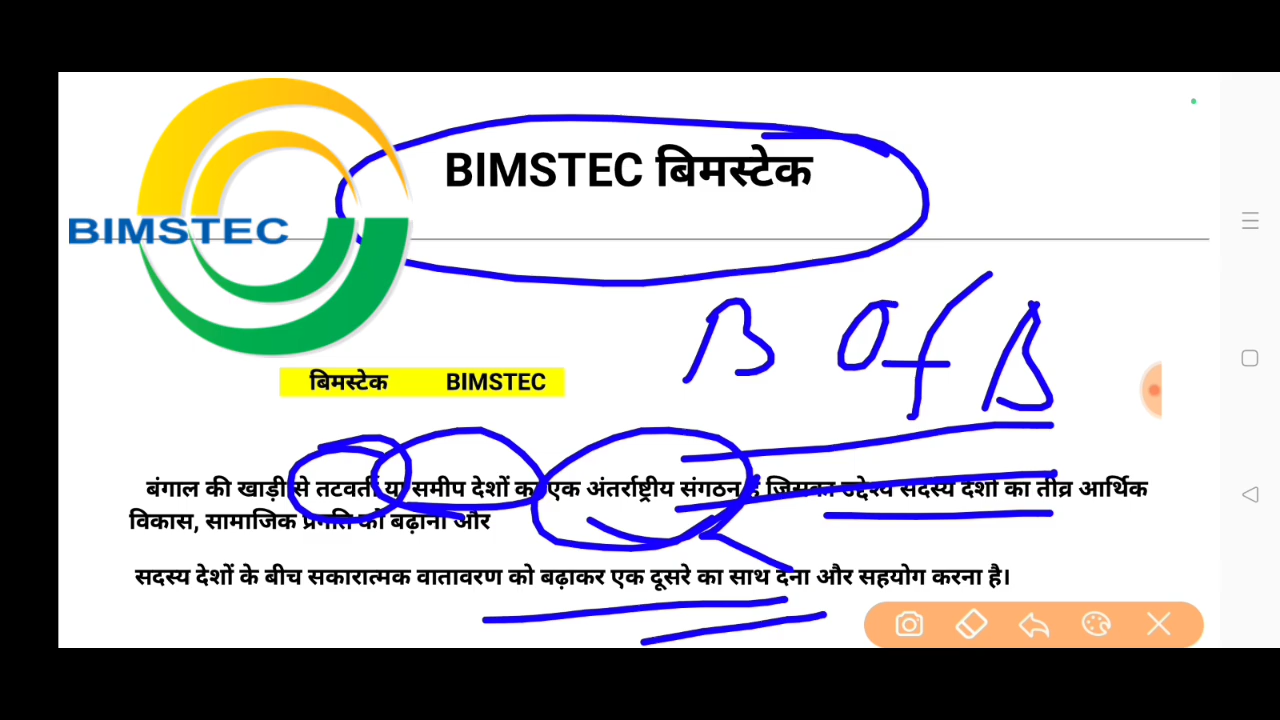 BIMSTEC बिमस्टेक
BIMSTEC
B of B
बिमस्टेक BIMSTEC
बंगाल की खाड़ी से तटवर्ती या समीप देशों का एक अंतर्राष्ट्रीय संगठन है जिसका उद्देश्य सदस्य देशों का तीव्र आर्थिक
विकास, सामाजिक प्रगति को बढ़ाना और
सदस्य देशों के बीच सकारात्मक वातावरण को बढ़ाकर एक दूसरे का साथ देना और सहयोग करना है।